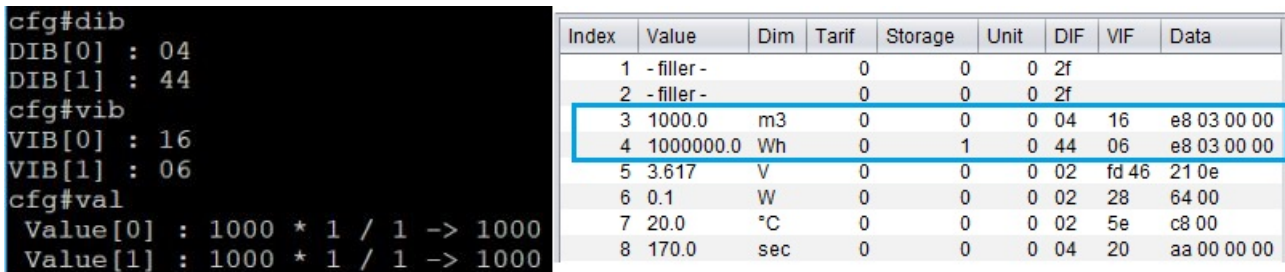 cfg#dib
DIB[0] : 04
DIB[1] : 44
cfg#vib
VIB[0] : 16
VIB[1] : 06
cfg#val
Value[0] : 1000 * 1 / 1 -> 1000
Value[1] : 1000 * 1 / 1 -> 1000
Index Value Dim Tarif Storage Unit DIF VIF Data
1 - filler - 0 0 0 2f
2 - filler - 0 0 0 2f
3 1000.0 m3 0 0 0 04 16 e8 03 00 00
4 1000000.0 Wh 0 1 0 44 06 e8 03 00 00
5 3.617 V 0 0 0 02 fd 46 21 0e
6 0.1 W 0 0 0 02 28 64 00
7 20.0 °C 0 0 0 02 5e c8 00
8 170.0 sec 0 0 0 04 20 aa 00 00 00